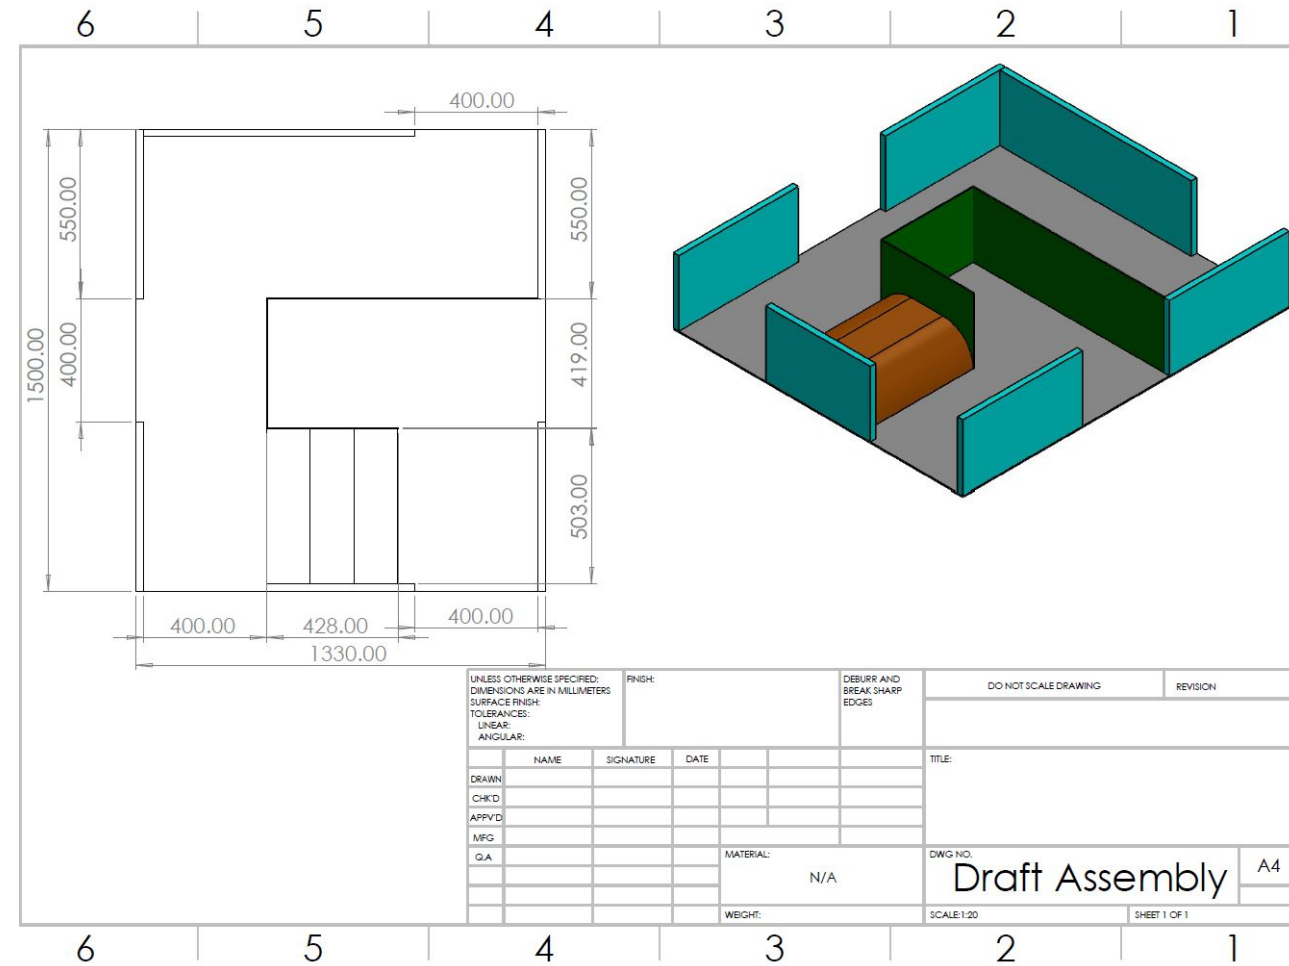 6 5 4 3 2 1
400.00
550.00
550.00
1500.00
400.00
419.00
503.00
400.00
428.00
400.00
1330.00
UNLESS OTHERWISE SPECIFIED:
DIMENSIONS ARE IN MILLIMETERS
SURFACE FINISH:
TOLERANCES:
LINEAR:
ANGULAR:
FINISH:
DEBURR AND
BREAK SHARP
EDGES
DO NOT SCALE DRAWING
REVISION
NAME SIGNATURE DATE
DRAWN
CHK'D
APPV'D
MFG
Q.A
TITLE:
MATERIAL:
N/A
WEIGHT:
DWG NO.
Draft Assembly
A4
SCALE:1:20
SHEET 1 OF 1
6 5 4 3 2 1